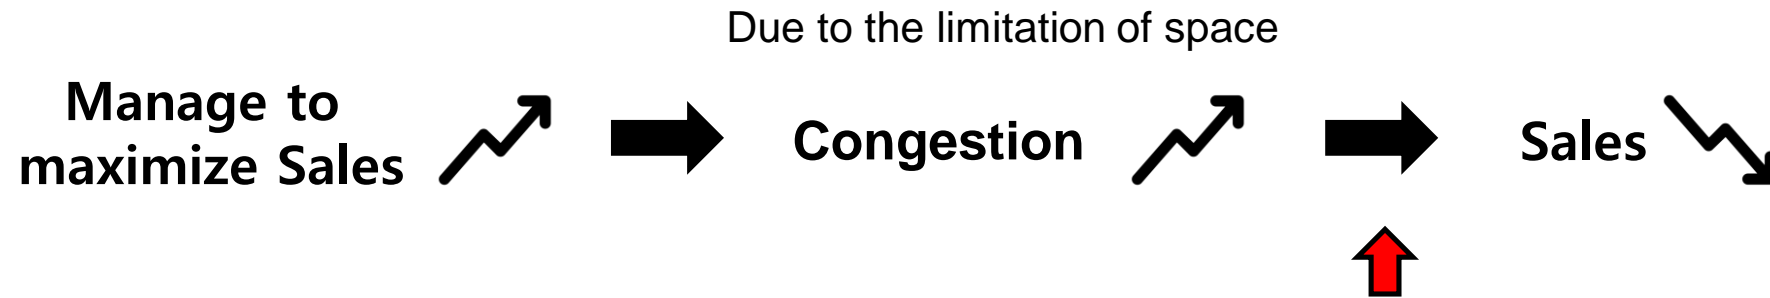 Due to the limitation of space
Manage to
maximize Sales
Congestion
Sales